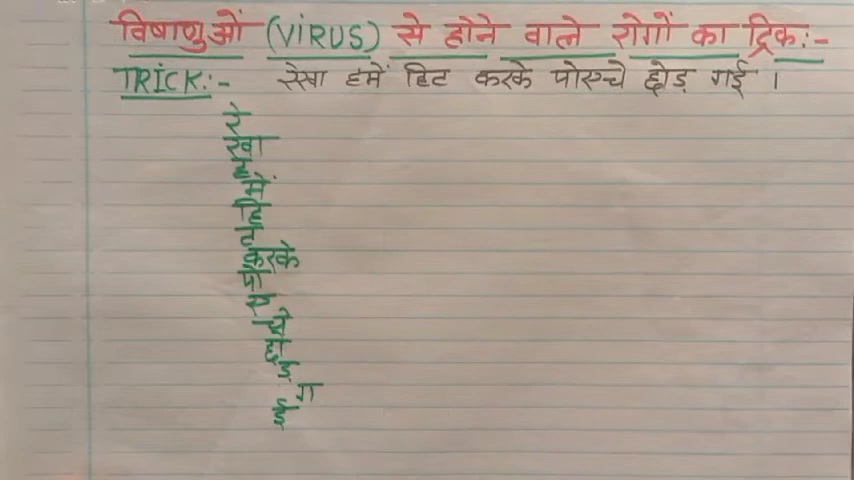 विषाणुओं (VIRUS) से होने वाले रोगों का ट्रिक:-
TRICK:- रेखा हमें हिट करके पोरुच्चे छोड़ गई ।
रे
खा
ह
में
हि
ट
करके
पो
रु
च्चे
छो
ड़
ग
ई